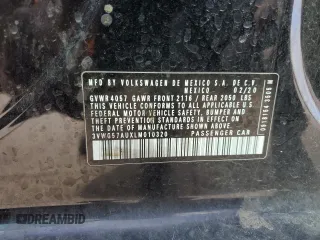 MFD. BY VOLKSWAGEN DE MEXICO S.A. DE C.V.
MEXICO 02/20
GVWR 4057 GAWR FRONT 2116 / REAR 2050 LBS
THIS VEHICLE CONFORMS TO ALL APPLICABLE
FEDERAL MOTOR VEHICLE SAFETY, BUMPER AND
THEFT PREVENTION STANDARDS IN EFFECT ON
THE DATE OF MANUFACTURE SHOWN ABOVE.
3VWG57AUXLM070320 PASSENGER CAR
DREAMBID